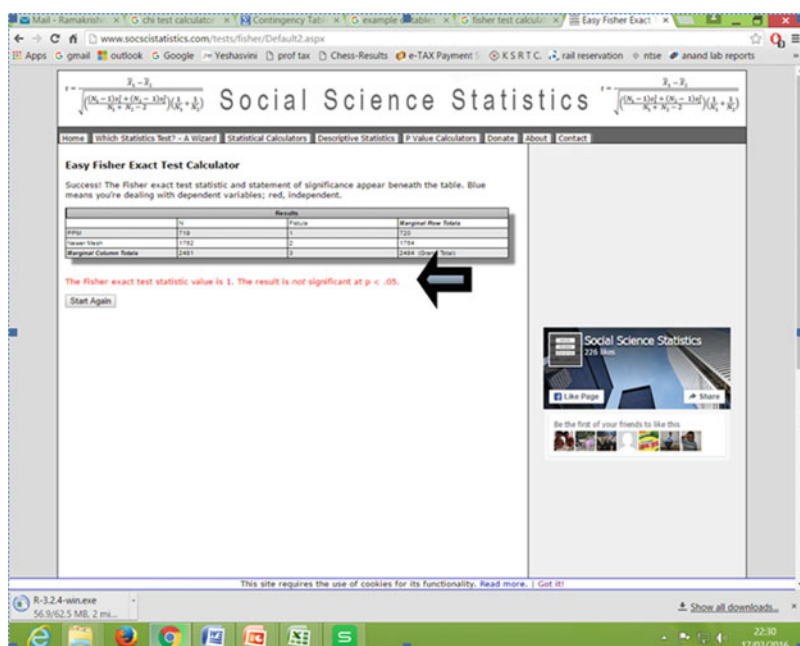 Mail - Ramakrish
chi test calculator
Contingency Tabl
example
tables
fisher test calcula
Easy Fisher Exact
www.socscistatistics.com/tests/fisher/Default2.aspx
Apps gmail outlook Google Yeshasvini prof tax Chess-Results e-TAX Payment S K S R T C. rail reservation ntse anand lab reports
Social Science Statistics
Home Which Statistics Test? - A Wizard Statistical Calculators Descriptive Statistics P Value Calculators Donate About Contact
Easy Fisher Exact Test Calculator
Success! The Fisher exact test statistic and statement of significance appear beneath the table. Blue
means you're dealing with dependent variables; red, independent.
Results
N Fistula Marginal Row Totals
PPM 719 1 720
Newer Mesh 1762 2 1764
Marginal Column Totals 2481 3 2484 (Grand Total)
The Fisher exact test statistic value is 1. The result is not significant at p < .05.
Start Again
Social Science Statistics
226 likes
Like Page Share
Be the first of your friends to like this
This site requires the use of cookies for its functionality. Read more. | Got it!
R-3.2.4-win.exe
56.9/62.5 MB, 2 mi...
Show all downloads...
22:30
17/03/2016